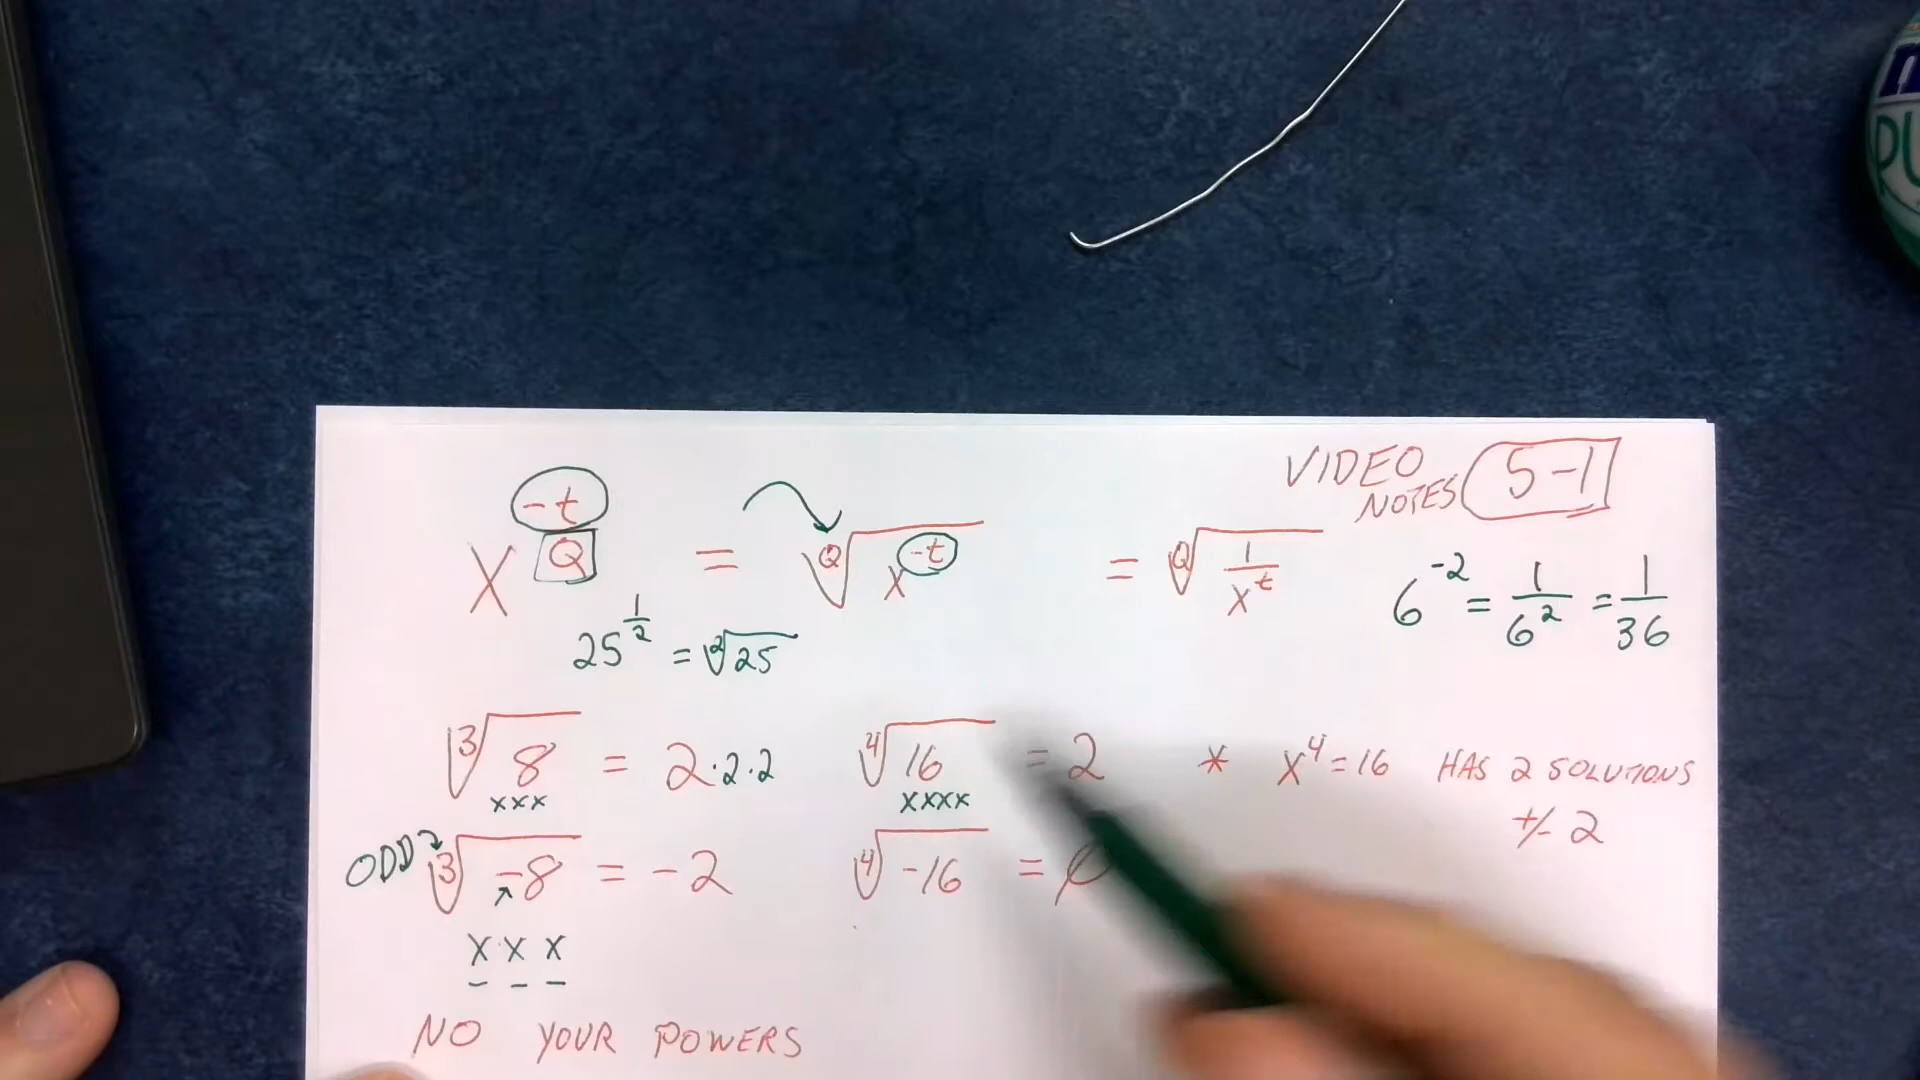 VIDEO NOTES 5-1
x^(-t/Q) = ᑫ√x^(-t) = ᑫ√(1/x^t)
6^-2 = 1/6^2 = 1/36
25^(1/2) = ²√25
³√8 = 2·2·2
xxx
⁴√16 = 2
xxxx
* x⁴=16 HAS 2 SOLUTIONS
+/- 2
ODD ³√-8 = -2
⁴√-16 = ∅
x·x x
- - -
NO YOUR POWERS